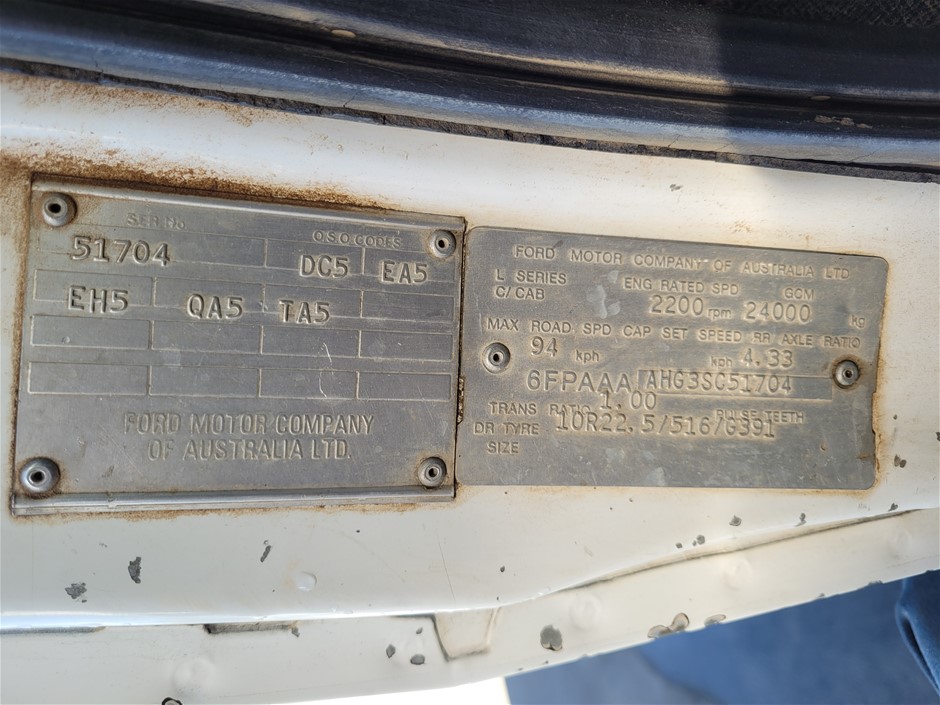 SER No.
O.S.O. CODES
51704 DC5 EA5
EH5 QA5 TA5
FORD MOTOR COMPANY
OF AUSTRALIA LTD.
FORD MOTOR COMPANY OF AUSTRALIA LTD
L SERIES ENG RATED SPD GCM
C/CAB 2200 rpm 24000 kg
MAX ROAD SPD CAP SET SPEED RR AXLE RATIO
94 kph kph 4.33
6FPAAA AHG3SC51704
1.00
TRANS RATIO PULSE TEETH
DR TYRE 10R22.5/516/G391
SIZE